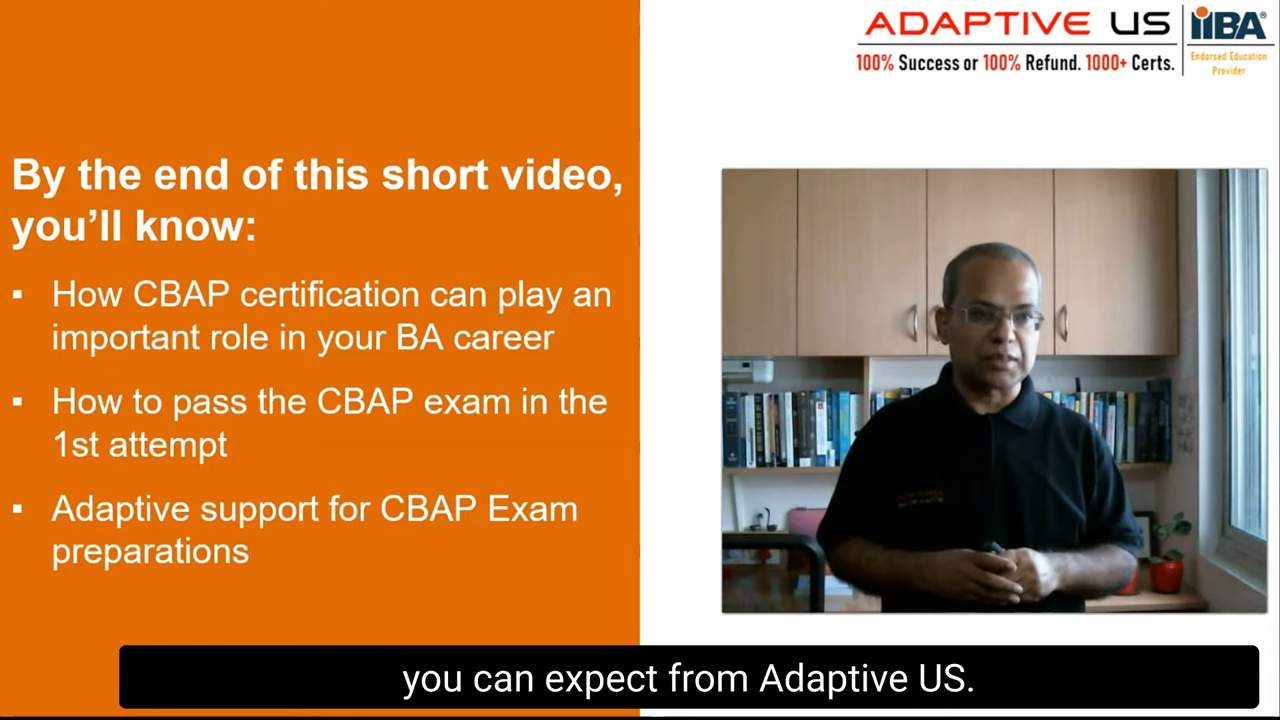 ADAPTIVE US
IIBA®
100% Success or 100% Refund. 1000+ Certs.
Endorsed Education
Provider
By the end of this short video,
you’ll know:
▪ How CBAP certification can play an
important role in your BA career
▪ How to pass the CBAP exam in the
1st attempt
▪ Adaptive support for CBAP Exam
preparations
you can expect from Adaptive US.